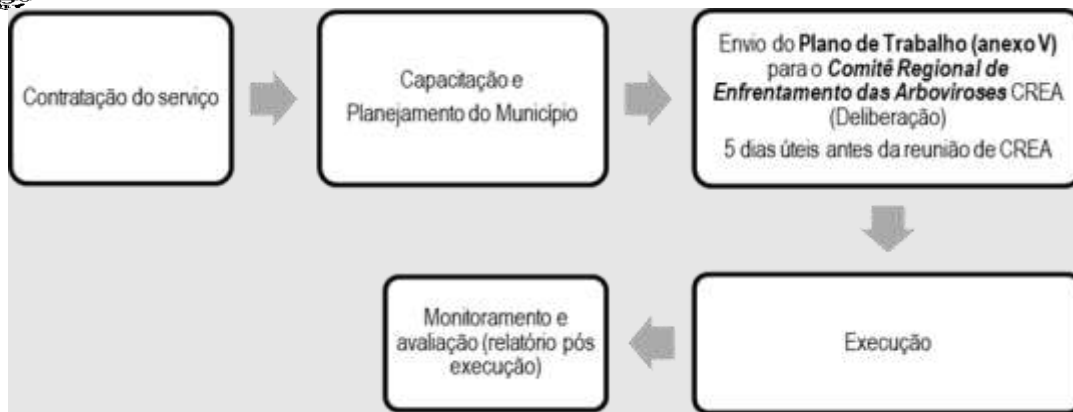 Contratação do serviço
Capacitação e
Planejamento do Município
Envio do Plano de Trabalho (anexo V)
para o Comitê Regional de
Enfrentamento das Arboviroses CREA
(Deliberação)
5 dias úteis antes da reunião de CREA
Monitoramento e
avaliação (relatório pós
execução)
Execução